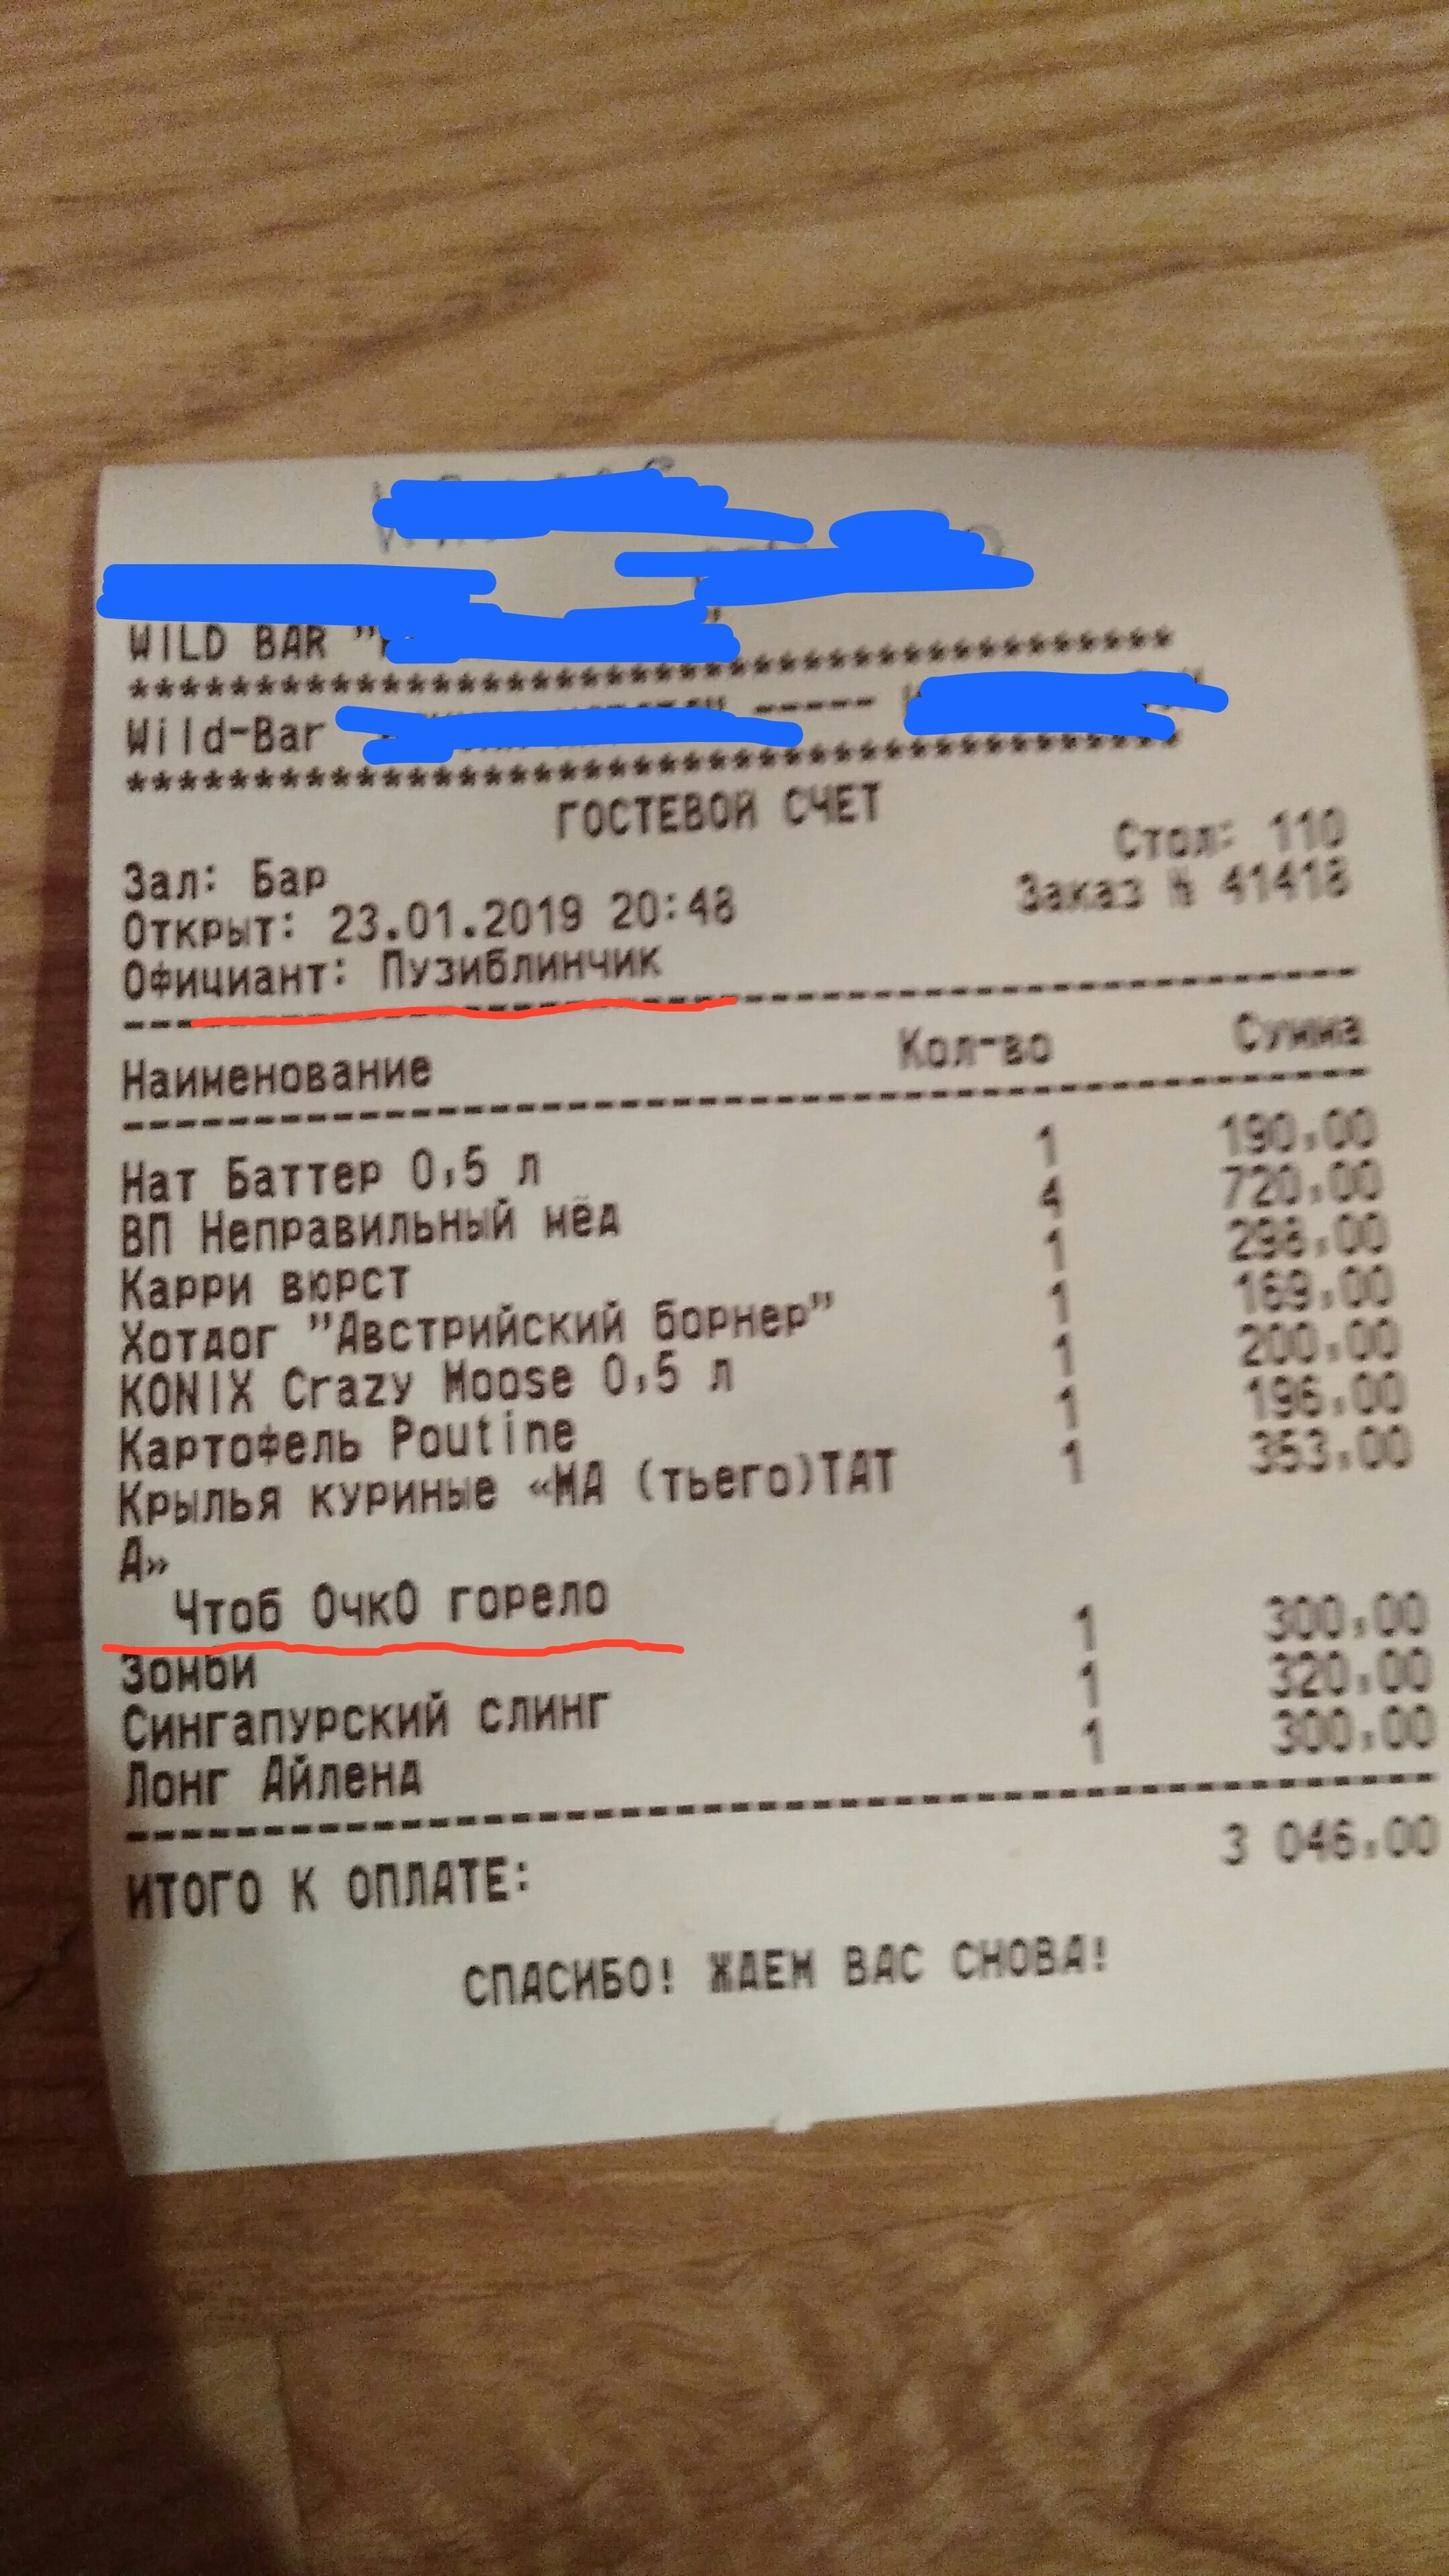 WILD BAR "
****************************************
Wild-Bar -----
****************************************
ГОСТЕВОЙ СЧЕТ
Зал: Бар Стол: 110
Открыт: 23.01.2019 20:48 Заказ № 41418
Официант: Пузиблинчик
Наименование Кол-во Сумма
Нат Баттер 0,5 л 1 190.00
ВП Неправильный мёд 4 720.00
Карри вюрст 1 298.00
Хотдог "Австрийский борнер" 1 169.00
KONIX Crazy Moose 0,5 л 1 200.00
Картофель Poutine 1 196.00
Крылья куриные «МА (тьего)ТАТ 1 353.00
А»
Чтоб ОчкО горело
Зомби 1 300.00
Сингапурский слинг 1 320.00
Лонг Айленд 1 300.00
ИТОГО К ОПЛАТЕ: 3 046.00
СПАСИБО! ЖДЕМ ВАС СНОВА!